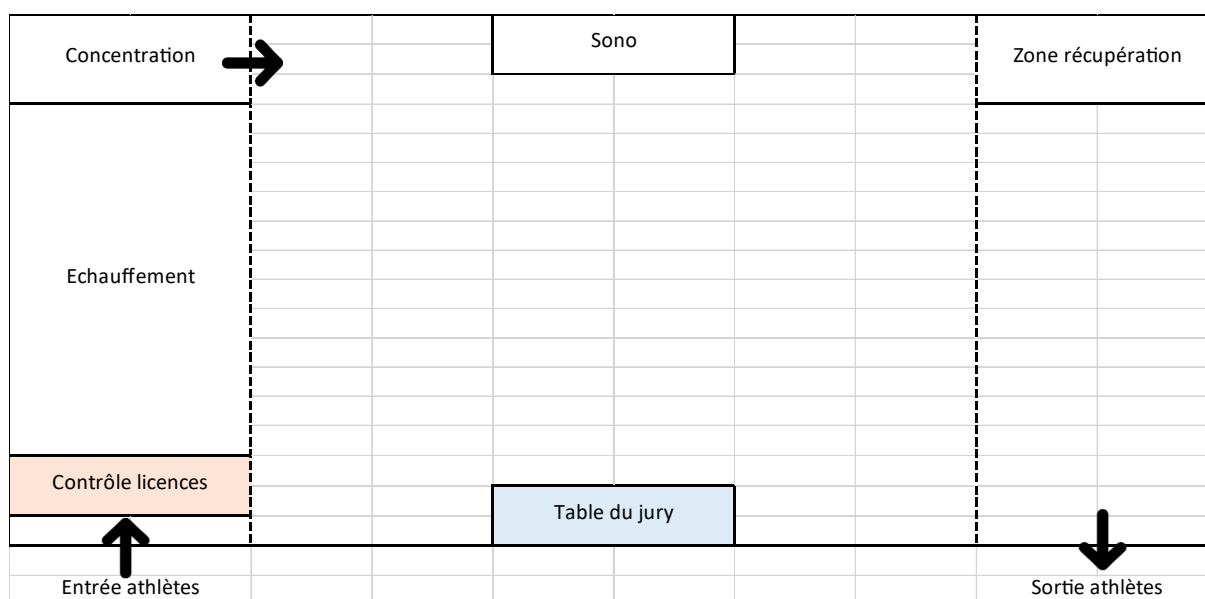 Concentration
Sono
Zone récupération
Echauffement
Contrôle licences
Table du jury
Entrée athlètes
Sortie athlètes